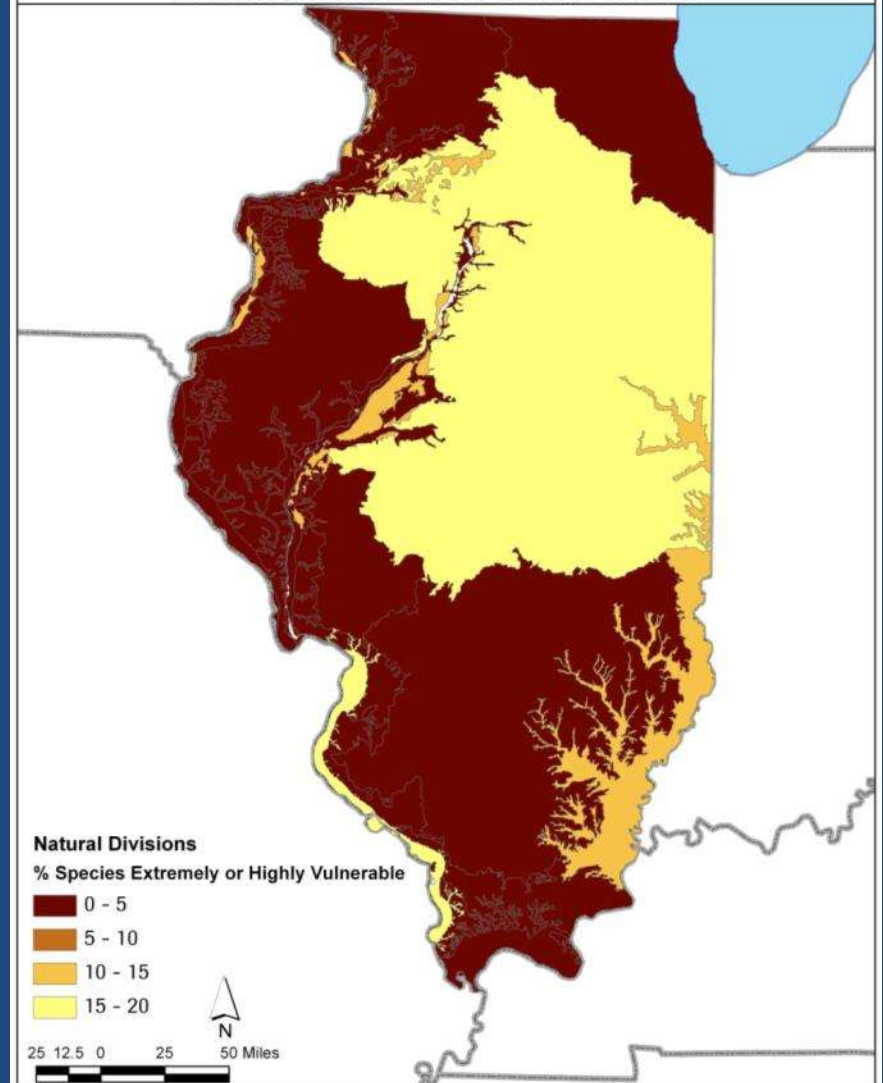 Natural Divisions
% Species Extremely or Highly Vulnerable
0 - 5
5 - 10
10 - 15
15 - 20
N
25 12.5 0 25 50 Miles